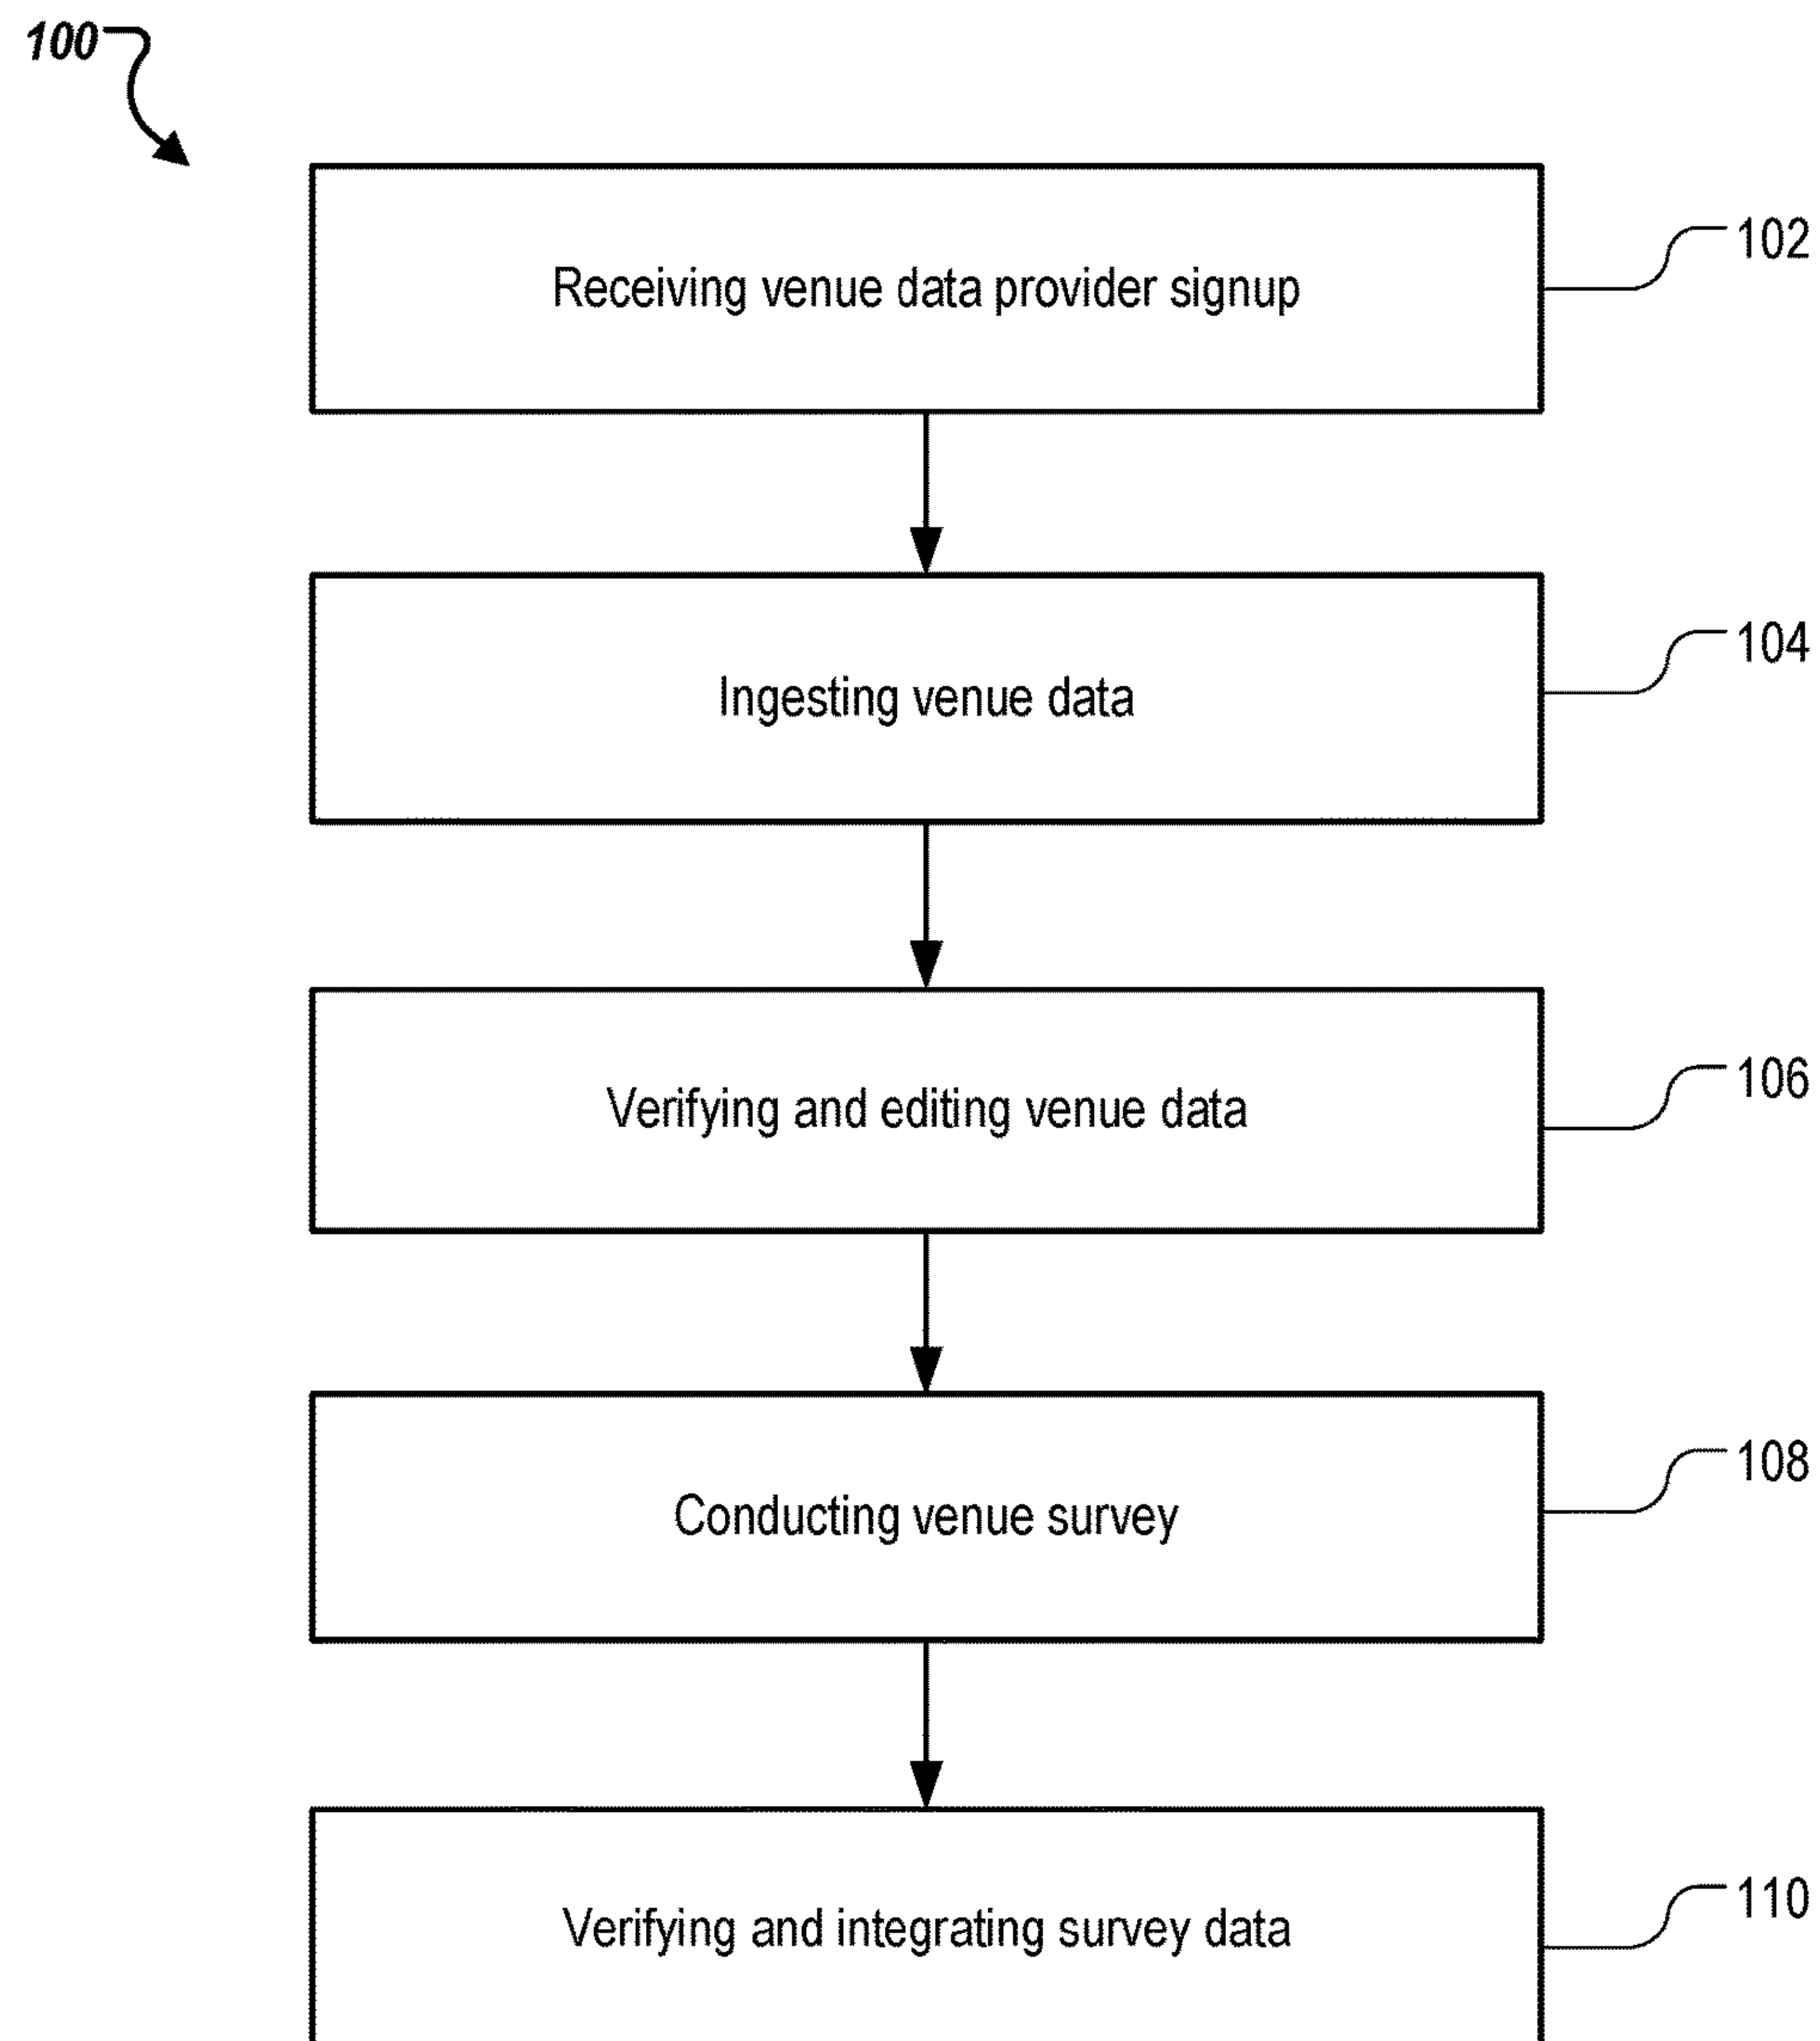 100
Receiving venue data provider signup
102
Ingesting venue data
104
Verifying and editing venue data
106
Conducting venue survey
108
Verifying and integrating survey data
110